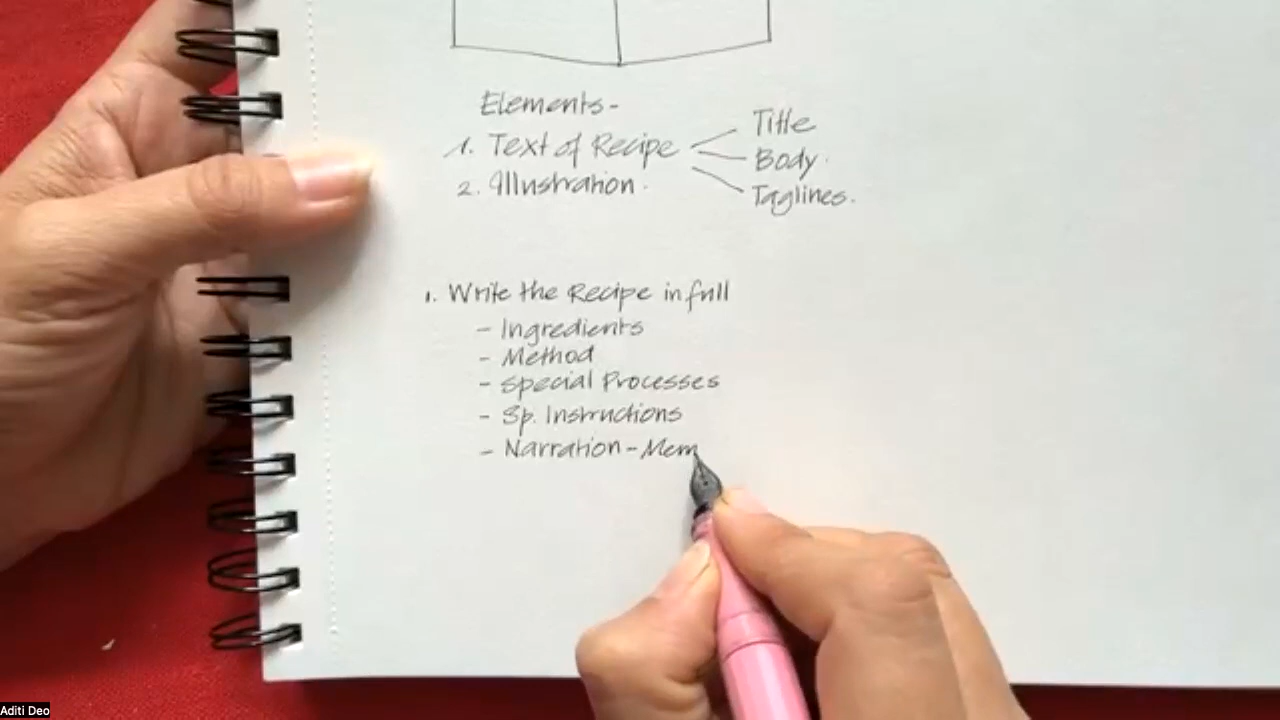 Elements-
1. Text of Recipe
2. Illustration.
Title
Body.
Taglines.
1. Write the Recipe in full
- Ingredients
- Method
- Special Processes
- Sp. Instructions
- Narration-Mem
Aditi Deo